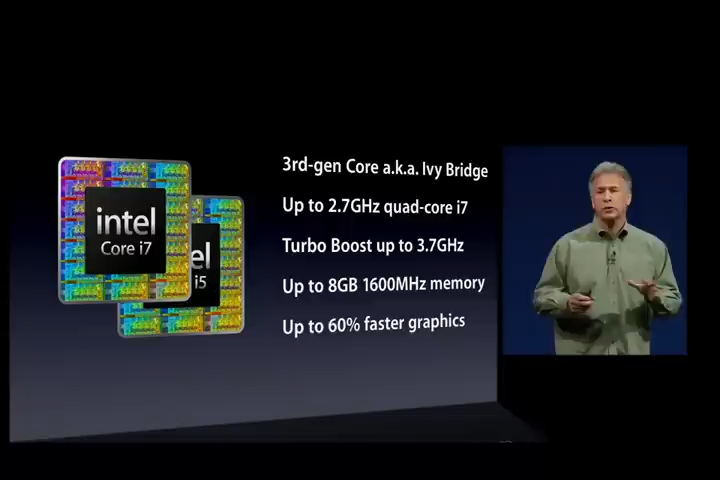 intel
Core i7
el
i5
3rd-gen Core a.k.a. Ivy Bridge
Up to 2.7GHz quad-core i7
Turbo Boost up to 3.7GHz
Up to 8GB 1600MHz memory
Up to 60% faster graphics